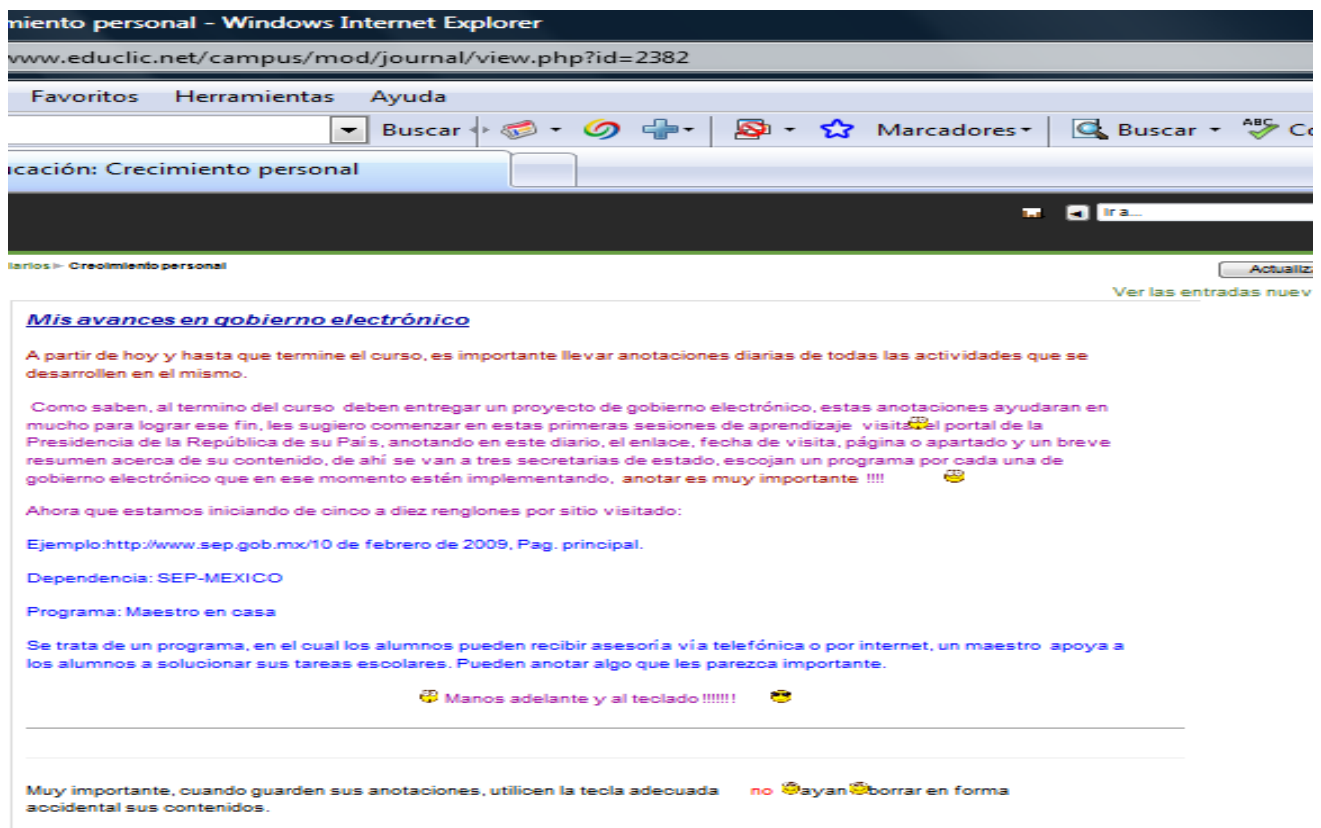 miento personal - Windows Internet Explorer
www.educlic.net/campus/mod/journal/view.php?id=2382
Favoritos Herramientas Ayuda
Buscar Marcadores Buscar
cación: Crecimiento personal
Ir a...
iarios ► Crecimiento personal
Actualiz
Ver las entradas nuev
Mis avances en gobierno electrónico
A partir de hoy y hasta que termine el curso, es importante llevar anotaciones diarias de todas las actividades que se
desarrollen en el mismo.
Como saben, al termino del curso deben entregar un proyecto de gobierno electrónico, estas anotaciones ayudaran en
mucho para lograr ese fin, les sugiero comenzar en estas primeras sesiones de aprendizaje visita el portal de la
Presidencia de la República de su País, anotando en este diario, el enlace, fecha de visita, página o apartado y un breve
resumen acerca de su contenido, de ahí se van a tres secretarias de estado, escojan un programa por cada una de
gobierno electrónico que en ese momento estén implementando, anotar es muy importante !!!!
Ahora que estamos iniciando de cinco a diez renglones por sitio visitado:
Ejemplo:http://www.sep.gob.mx/10 de febrero de 2009, Pag. principal.
Dependencia: SEP-MEXICO
Programa: Maestro en casa
Se trata de un programa, en el cual los alumnos pueden recibir asesoría vía telefónica o por internet, un maestro apoya a
los alumnos a solucionar sus tareas escolares. Pueden anotar algo que les parezca importante.
Manos adelante y al teclado !!!!!!!
Muy importante, cuando guarden sus anotaciones, utilicen la tecla adecuada no ayan borrar en forma
accidental sus contenidos.